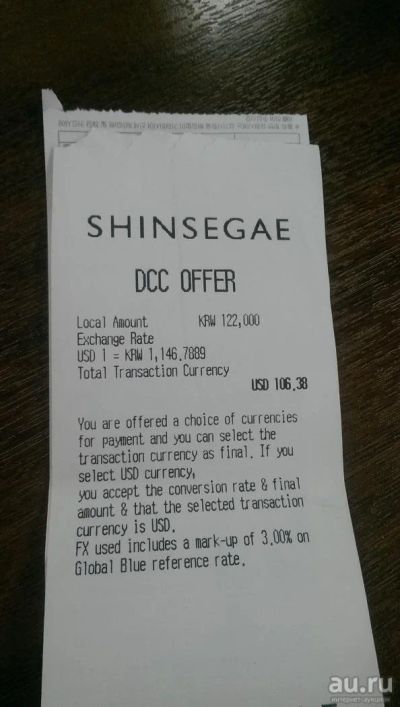 SHINSEGAE
DCC OFFER
Local Amount KRW 122,000
Exchange Rate
USD 1 = KRW 1,146.7889
Total Transaction Currency
USD 106.38
You are offered a choice of currencies
for payment and you can select the
transaction currency as final. If you
select USD currency,
you accept the conversion rate & final
amount & that the selected transaction
currency is USD.
FX used includes a mark-up of 3.00% on
Global Blue reference rate.
au.ru
интернет-аукцион